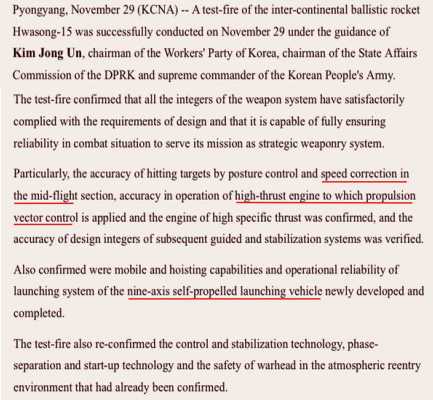 Pyongyang, November 29 (KCNA) -- A test-fire of the inter-continental ballistic rocket
Hwasong-15 was successfully conducted on November 29 under the guidance of
Kim Jong Un, chairman of the Workers' Party of Korea, chairman of the State Affairs
Commission of the DPRK and supreme commander of the Korean People's Army.
The test-fire confirmed that all the integers of the weapon system have satisfactorily
complied with the requirements of design and that it is capable of fully ensuring
reliability in combat situation to serve its mission as strategic weaponry system.
Particularly, the accuracy of hitting targets by posture control and speed correction in
the mid-flight section, accuracy in operation of high-thrust engine to which propulsion
vector control is applied and the engine of high specific thrust was confirmed, and the
accuracy of design integers of subsequent guided and stabilization systems was verified.
Also confirmed were mobile and hoisting capabilities and operational reliability of
launching system of the nine-axis self-propelled launching vehicle newly developed and
completed.
The test-fire also re-confirmed the control and stabilization technology, phase-
separation and start-up technology and the safety of warhead in the atmospheric reentry
environment that had already been confirmed.